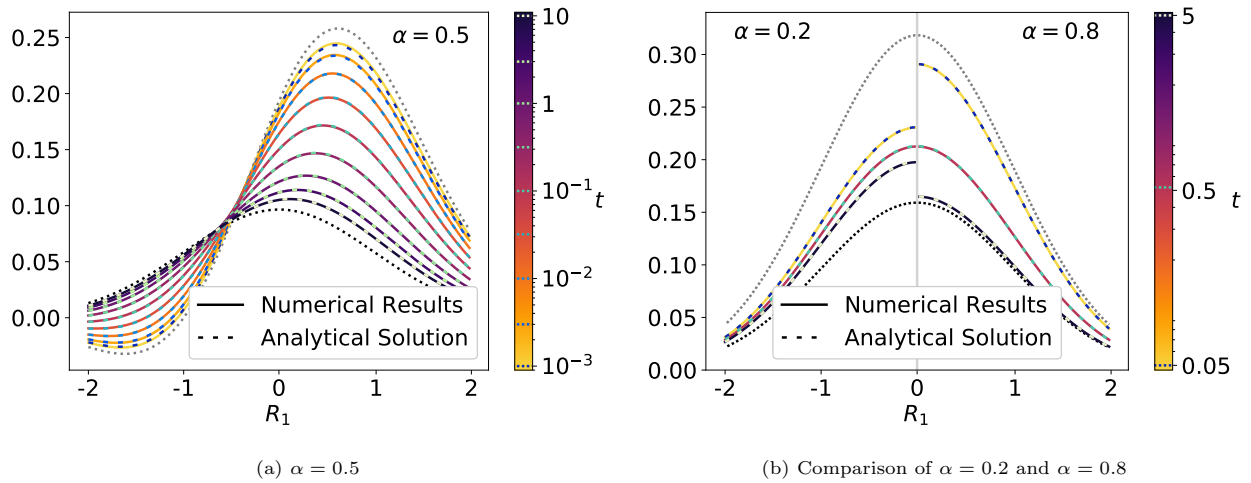 α = 0.5
0.25
0.20
0.15
0.10
0.05
0.00
-2
-1
0
1
2
R₁
Numerical Results
Analytical Solution
10
1
10⁻¹
10⁻²
10⁻³
t
(a) α = 0.5
α = 0.2
α = 0.8
0.30
0.25
0.20
0.15
0.10
0.05
0.00
-2
-1
0
1
2
R₁
Numerical Results
Analytical Solution
5
0.5
0.05
t
(b) Comparison of α = 0.2 and α = 0.8